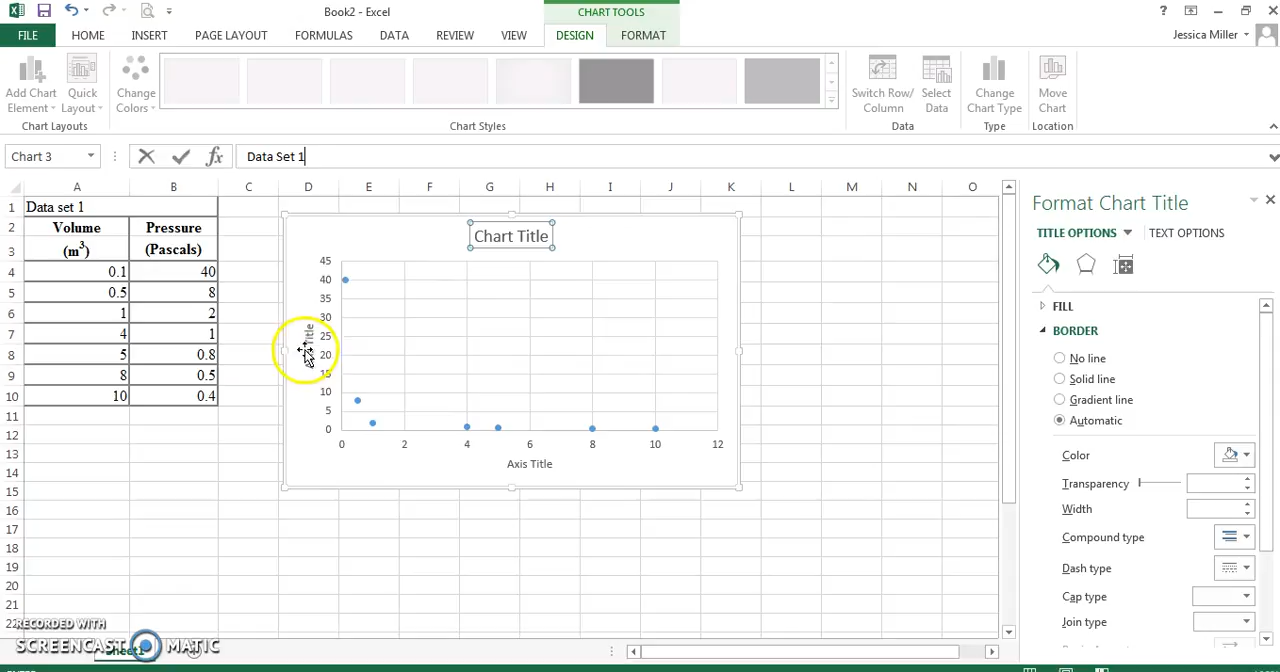 Book2 - Excel
CHART TOOLS
?
FILE HOME INSERT PAGE LAYOUT FORMULAS DATA REVIEW VIEW DESIGN FORMAT Jessica Miller
Add Chart Element
Quick Layout
Change Colors
Switch Row/ Column
Select Data
Change Chart Type
Move Chart
Chart Layouts Chart Styles Data Type Location
Chart 3 fx Data Set 1
A B C D E F G H I J K L M N O
1 Data set 1
2 Volume Pressure
3 (m³) (Pascals)
4 0.1 40
5 0.5 8
6 1 2
7 4 1
8 5 0.8
9 8 0.5
10 10 0.4
11
12
13
14
15
16
17
18
19
20
21
22
Chart Title
45
40
35
30
25
20
15
10
5
0
0 2 4 6 8 10 12
Axis Title
Format Chart Title
TITLE OPTIONS TEXT OPTIONS
FILL
BORDER
No line
Solid line
Gradient line
Automatic
Color
Transparency
Width
Compound type
Dash type
Cap type
Join type
RECORDED WITH
SCREENCAST MATIC